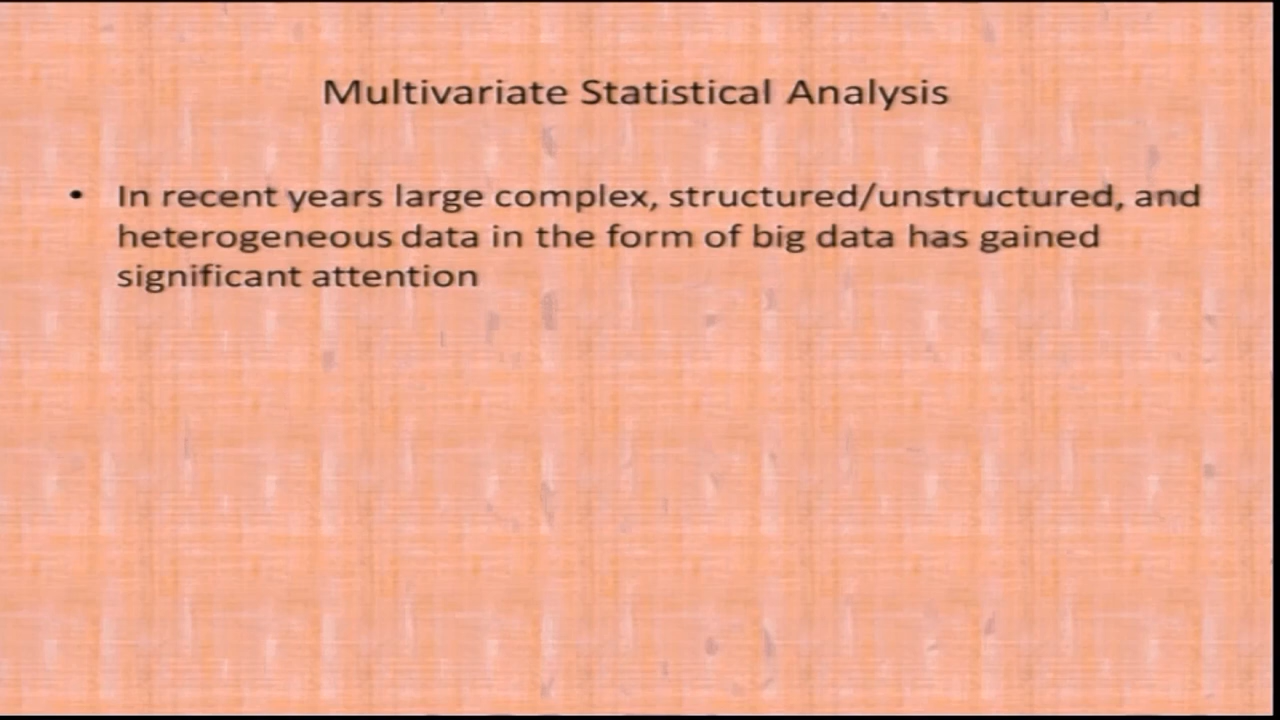 Multivariate Statistical Analysis
• In recent years large complex, structured/unstructured, and
heterogeneous data in the form of big data has gained
significant attention